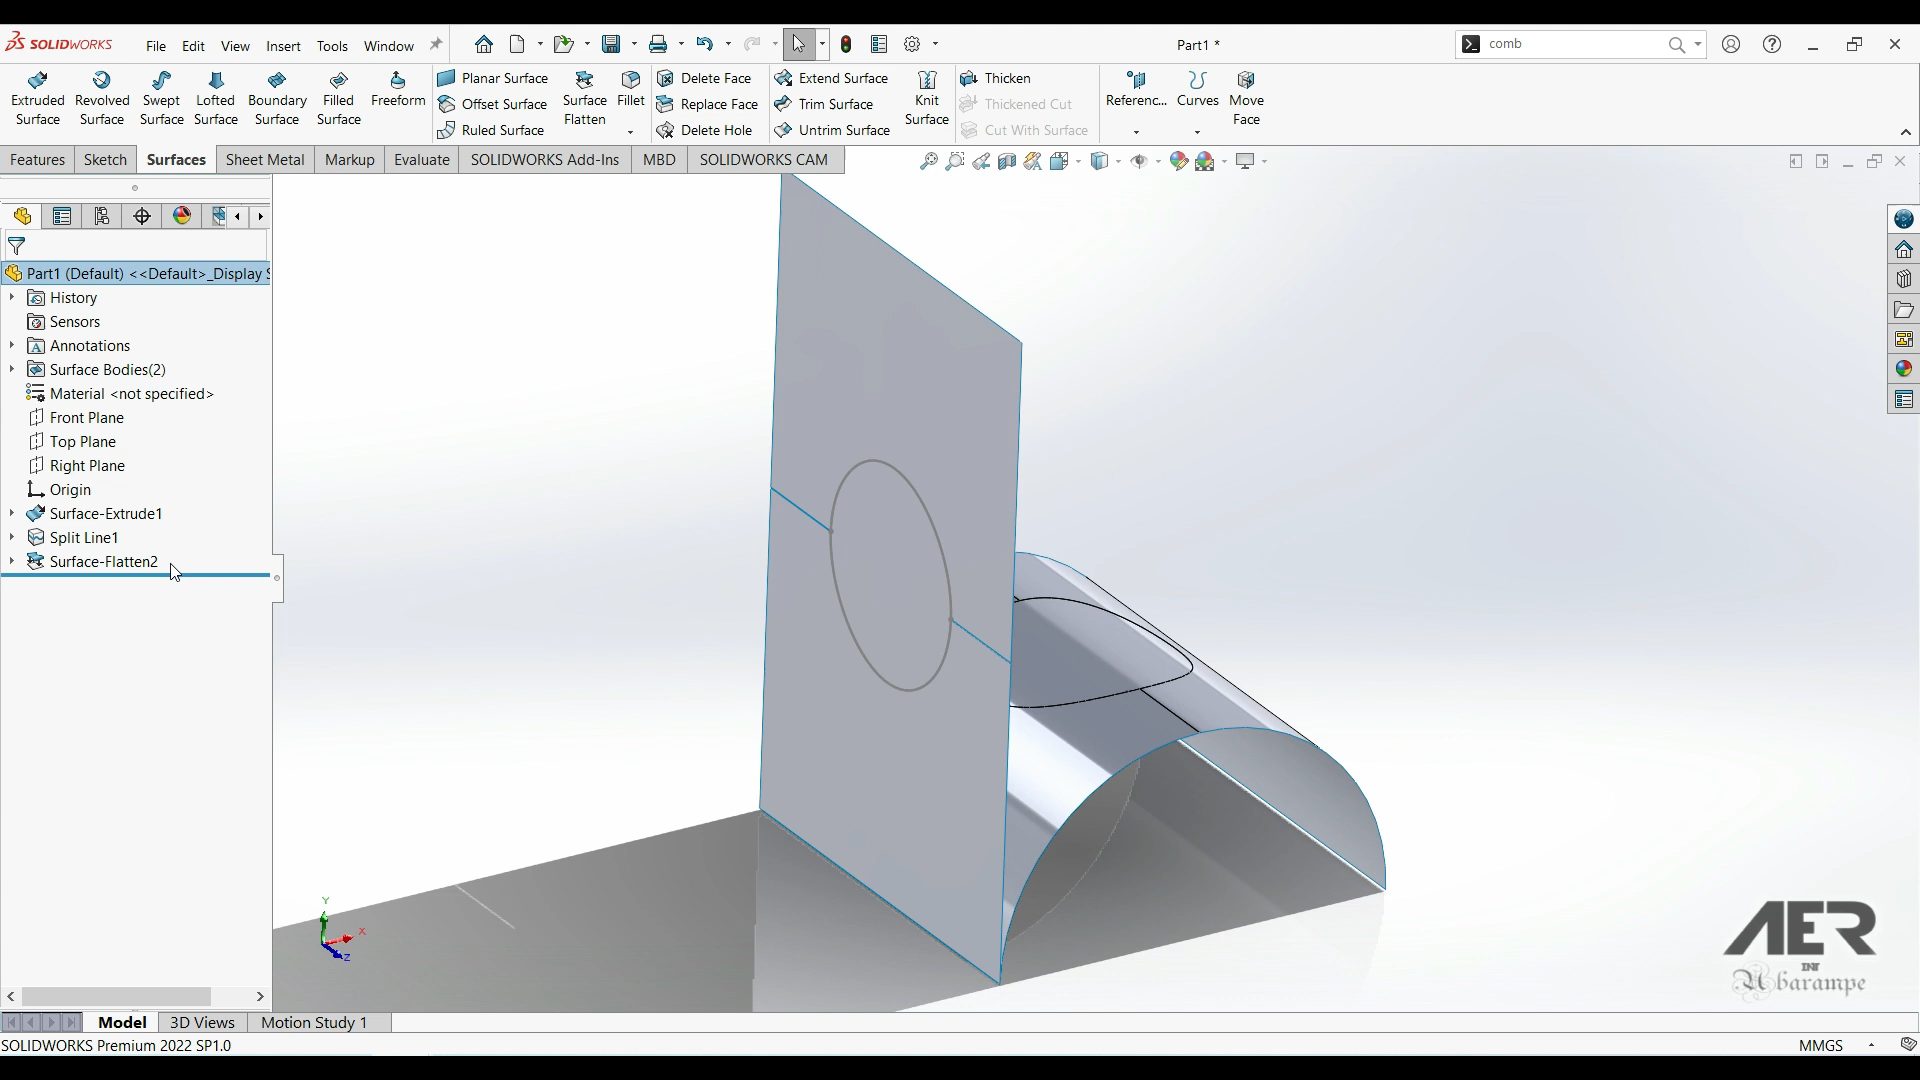 SOLIDWORKS
File Edit View Insert Tools Window
Part1 *
comb
Extruded Surface
Revolved Surface
Swept Surface
Lofted Surface
Boundary Surface
Filled Surface
Freeform
Planar Surface
Offset Surface
Ruled Surface
Surface Flatten
Fillet
Delete Face
Replace Face
Delete Hole
Extend Surface
Trim Surface
Untrim Surface
Knit Surface
Thicken
Thickened Cut
Cut With Surface
Referenc...
Curves
Move Face
Features Sketch Surfaces Sheet Metal Markup Evaluate SOLIDWORKS Add-Ins MBD SOLIDWORKS CAM
Part1 (Default) <<Default>_Display S
History
Sensors
Annotations
Surface Bodies(2)
Material <not specified>
Front Plane
Top Plane
Right Plane
Origin
Surface-Extrude1
Split Line1
Surface-Flatten2
Y
X
Z
AER
INT
Abarampe
Model 3D Views Motion Study 1
SOLIDWORKS Premium 2022 SP1.0
MMGS